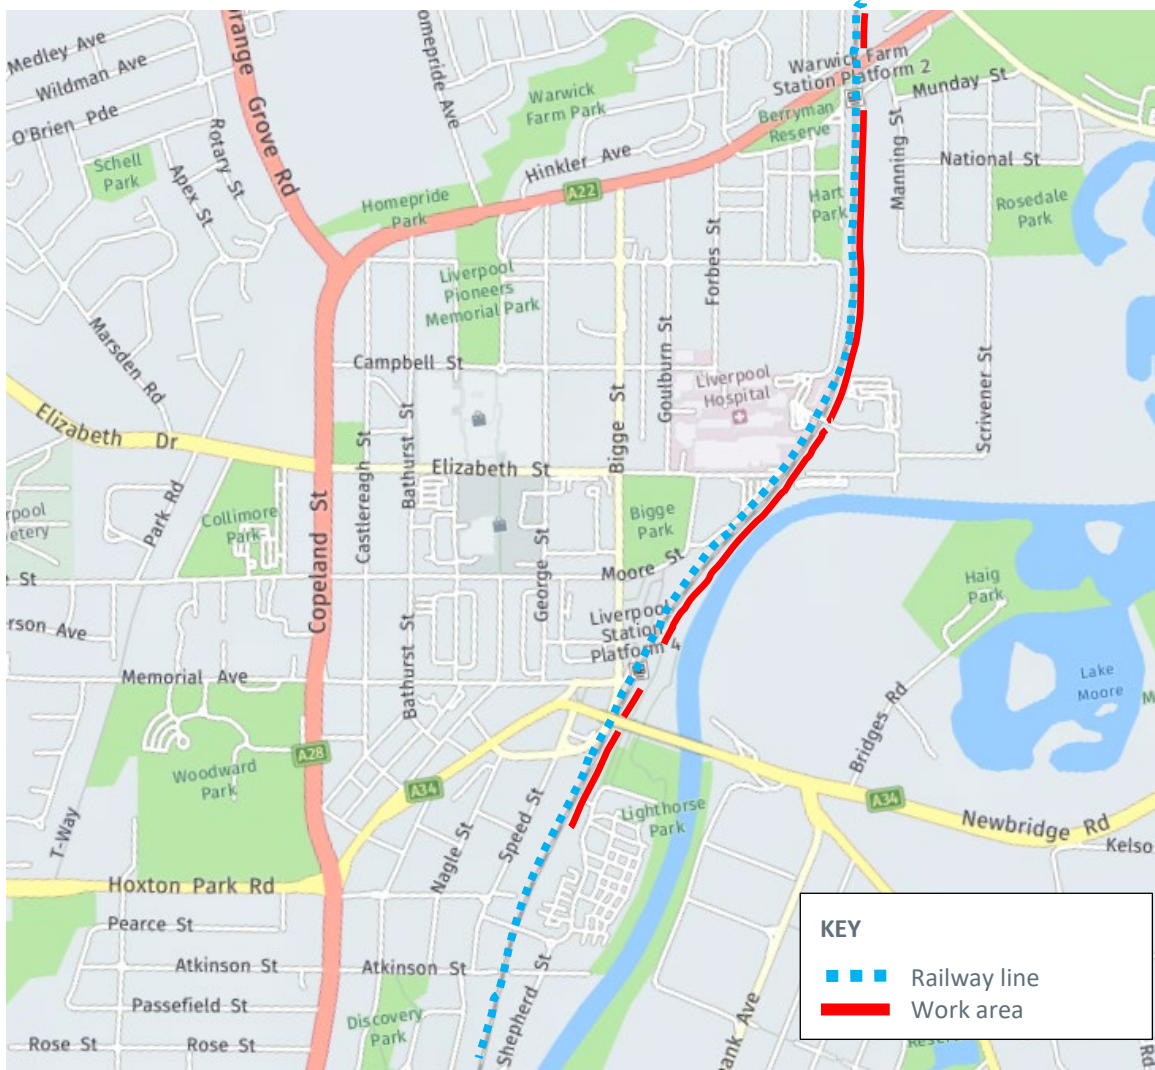 Medley Ave
Wildman Ave
O'Brien Pde
Schell
Park
Rotary St
Apex St
Grove Rd
Homepride
Park
Warwick
Farm Park
Hinkler Ave
A22
Warwick Farm
Station Platform 2
Berryman
Reserve
Munday St
Manning St
National St
Rosedale
Park
Hart
Park
Forbes St
Liverpool
Pioneers
Memorial Park
Marsden Rd
Campbell St
Goulburn St
Liverpool
Hospital
Scrivener St
Elizabeth Dr
Castlereagh St
Bathurst St
Elizabeth St
Bigge St
Park Rd
Collimore
Park
Copeland St
George St
Bigge
Park
Moore St
Haig
Park
Liverpool
Station
Platform 4
Bathurst St
Memorial Ave
Lake
Moore
Bridges Rd
A28
Woodward
Park
A34
T-Way
Nagle St
Speed St
Lighthorse
Park
A34
Newbridge Rd
Kelso
Hoxton Park Rd
Pearce St
Atkinson St
Atkinson St
Passefield St
Discovery
Park
Rose St
Rose St
Shepherd St
KEY
Railway line
Work area